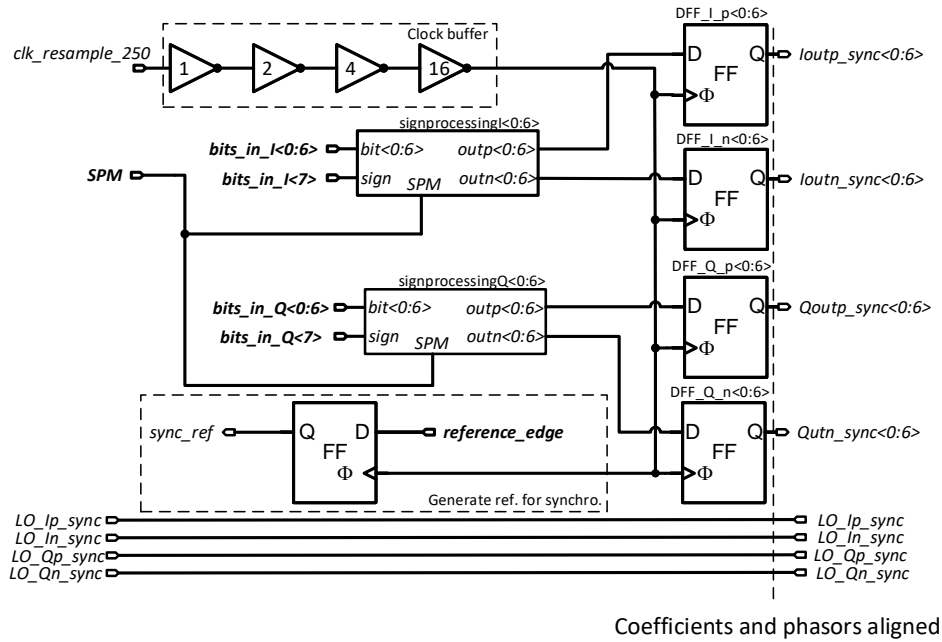 DFF_I_p<0:6>
Clock buffer
clk_resample_250
1 2 4 16
D Q Ioutp_sync<0:6>
FF
Φ
signprocessingI<0:6>
bits_in_I<0:6> bit<0:6> outp<0:6>
DFF_I_n<0:6>
SPM
bits_in_I<7> sign SPM outn<0:6>
D Q Ioutn_sync<0:6>
FF
Φ
DFF_Q_p<0:6>
signprocessingQ<0:6>
bits_in_Q<0:6> bit<0:6> outp<0:6>
D Q Qoutp_sync<0:6>
FF
bits_in_Q<7> sign SPM outn<0:6>
Φ
DFF_Q_n<0:6>
sync_ref Q D reference_edge
FF
Φ
D Q Qutn_sync<0:6>
FF
Φ
Generate ref. for synchro.
LO_Ip_sync LO_Ip_sync
LO_In_sync LO_In_sync
LO_Qp_sync LO_Qp_sync
LO_Qn_sync LO_Qn_sync
Coefficients and phasors aligned